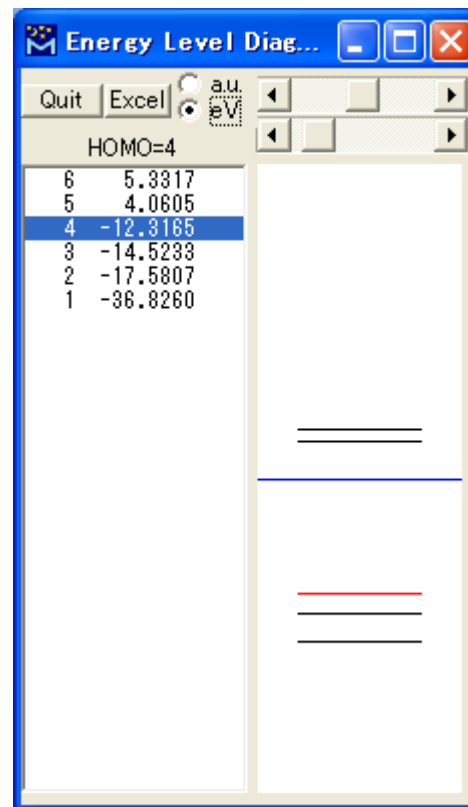 Energy Level Diag...
Quit Excel a.u. eV
HOMO=4
6 5.3317
5 4.0605
4 -12.3165
3 -14.5233
2 -17.5807
1 -36.8260